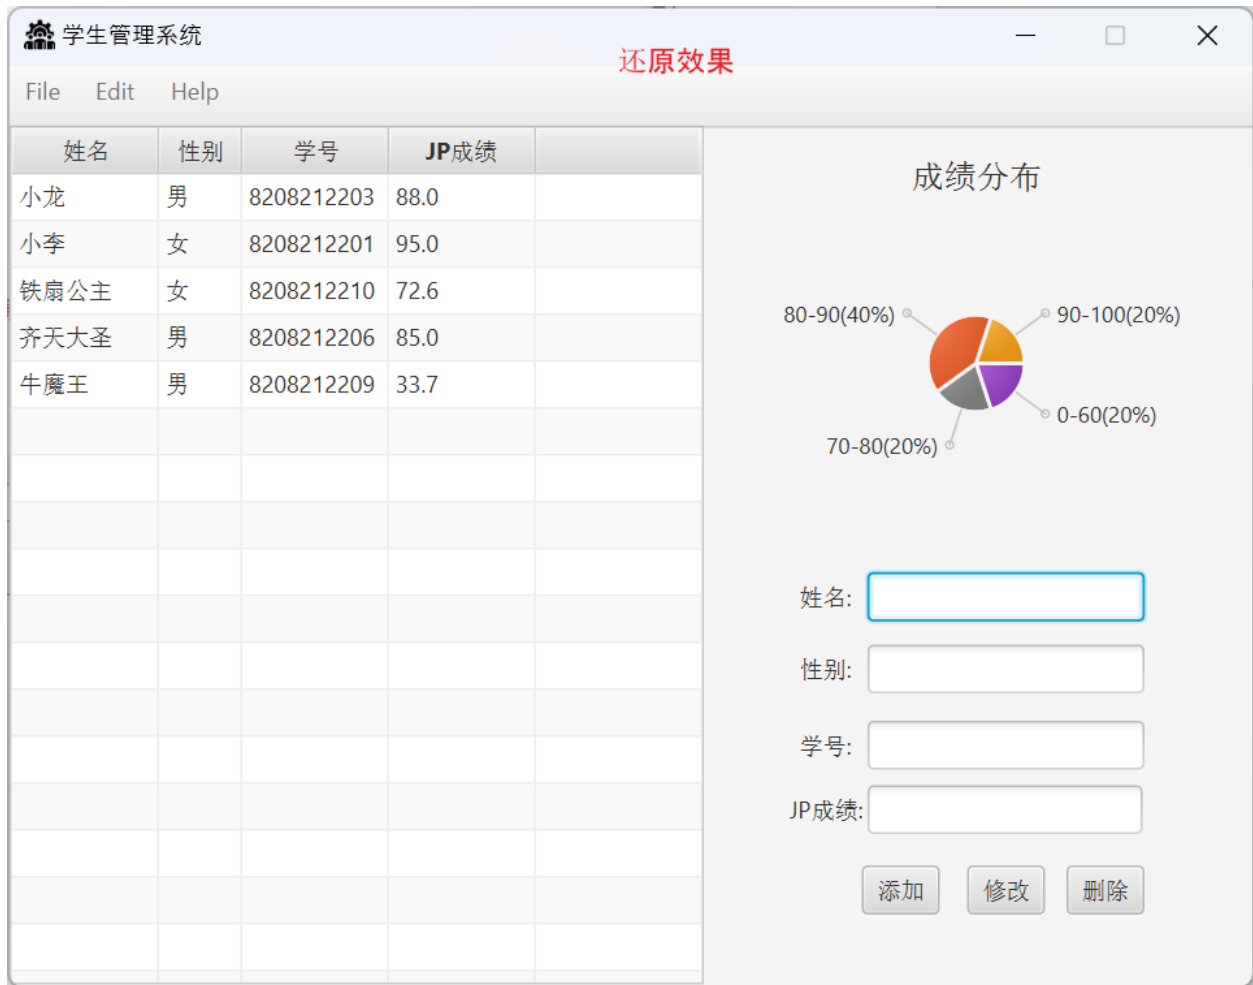 学生管理系统
还原效果
File Edit Help
姓名 性别 学号 JP成绩
小龙 男 8208212203 88.0
小李 女 8208212201 95.0
铁扇公主 女 8208212210 72.6
齐天大圣 男 8208212206 85.0
牛魔王 男 8208212209 33.7
成绩分布
80-90(40%)
90-100(20%)
0-60(20%)
70-80(20%)
姓名:
性别:
学号:
JP成绩:
添加 修改 删除